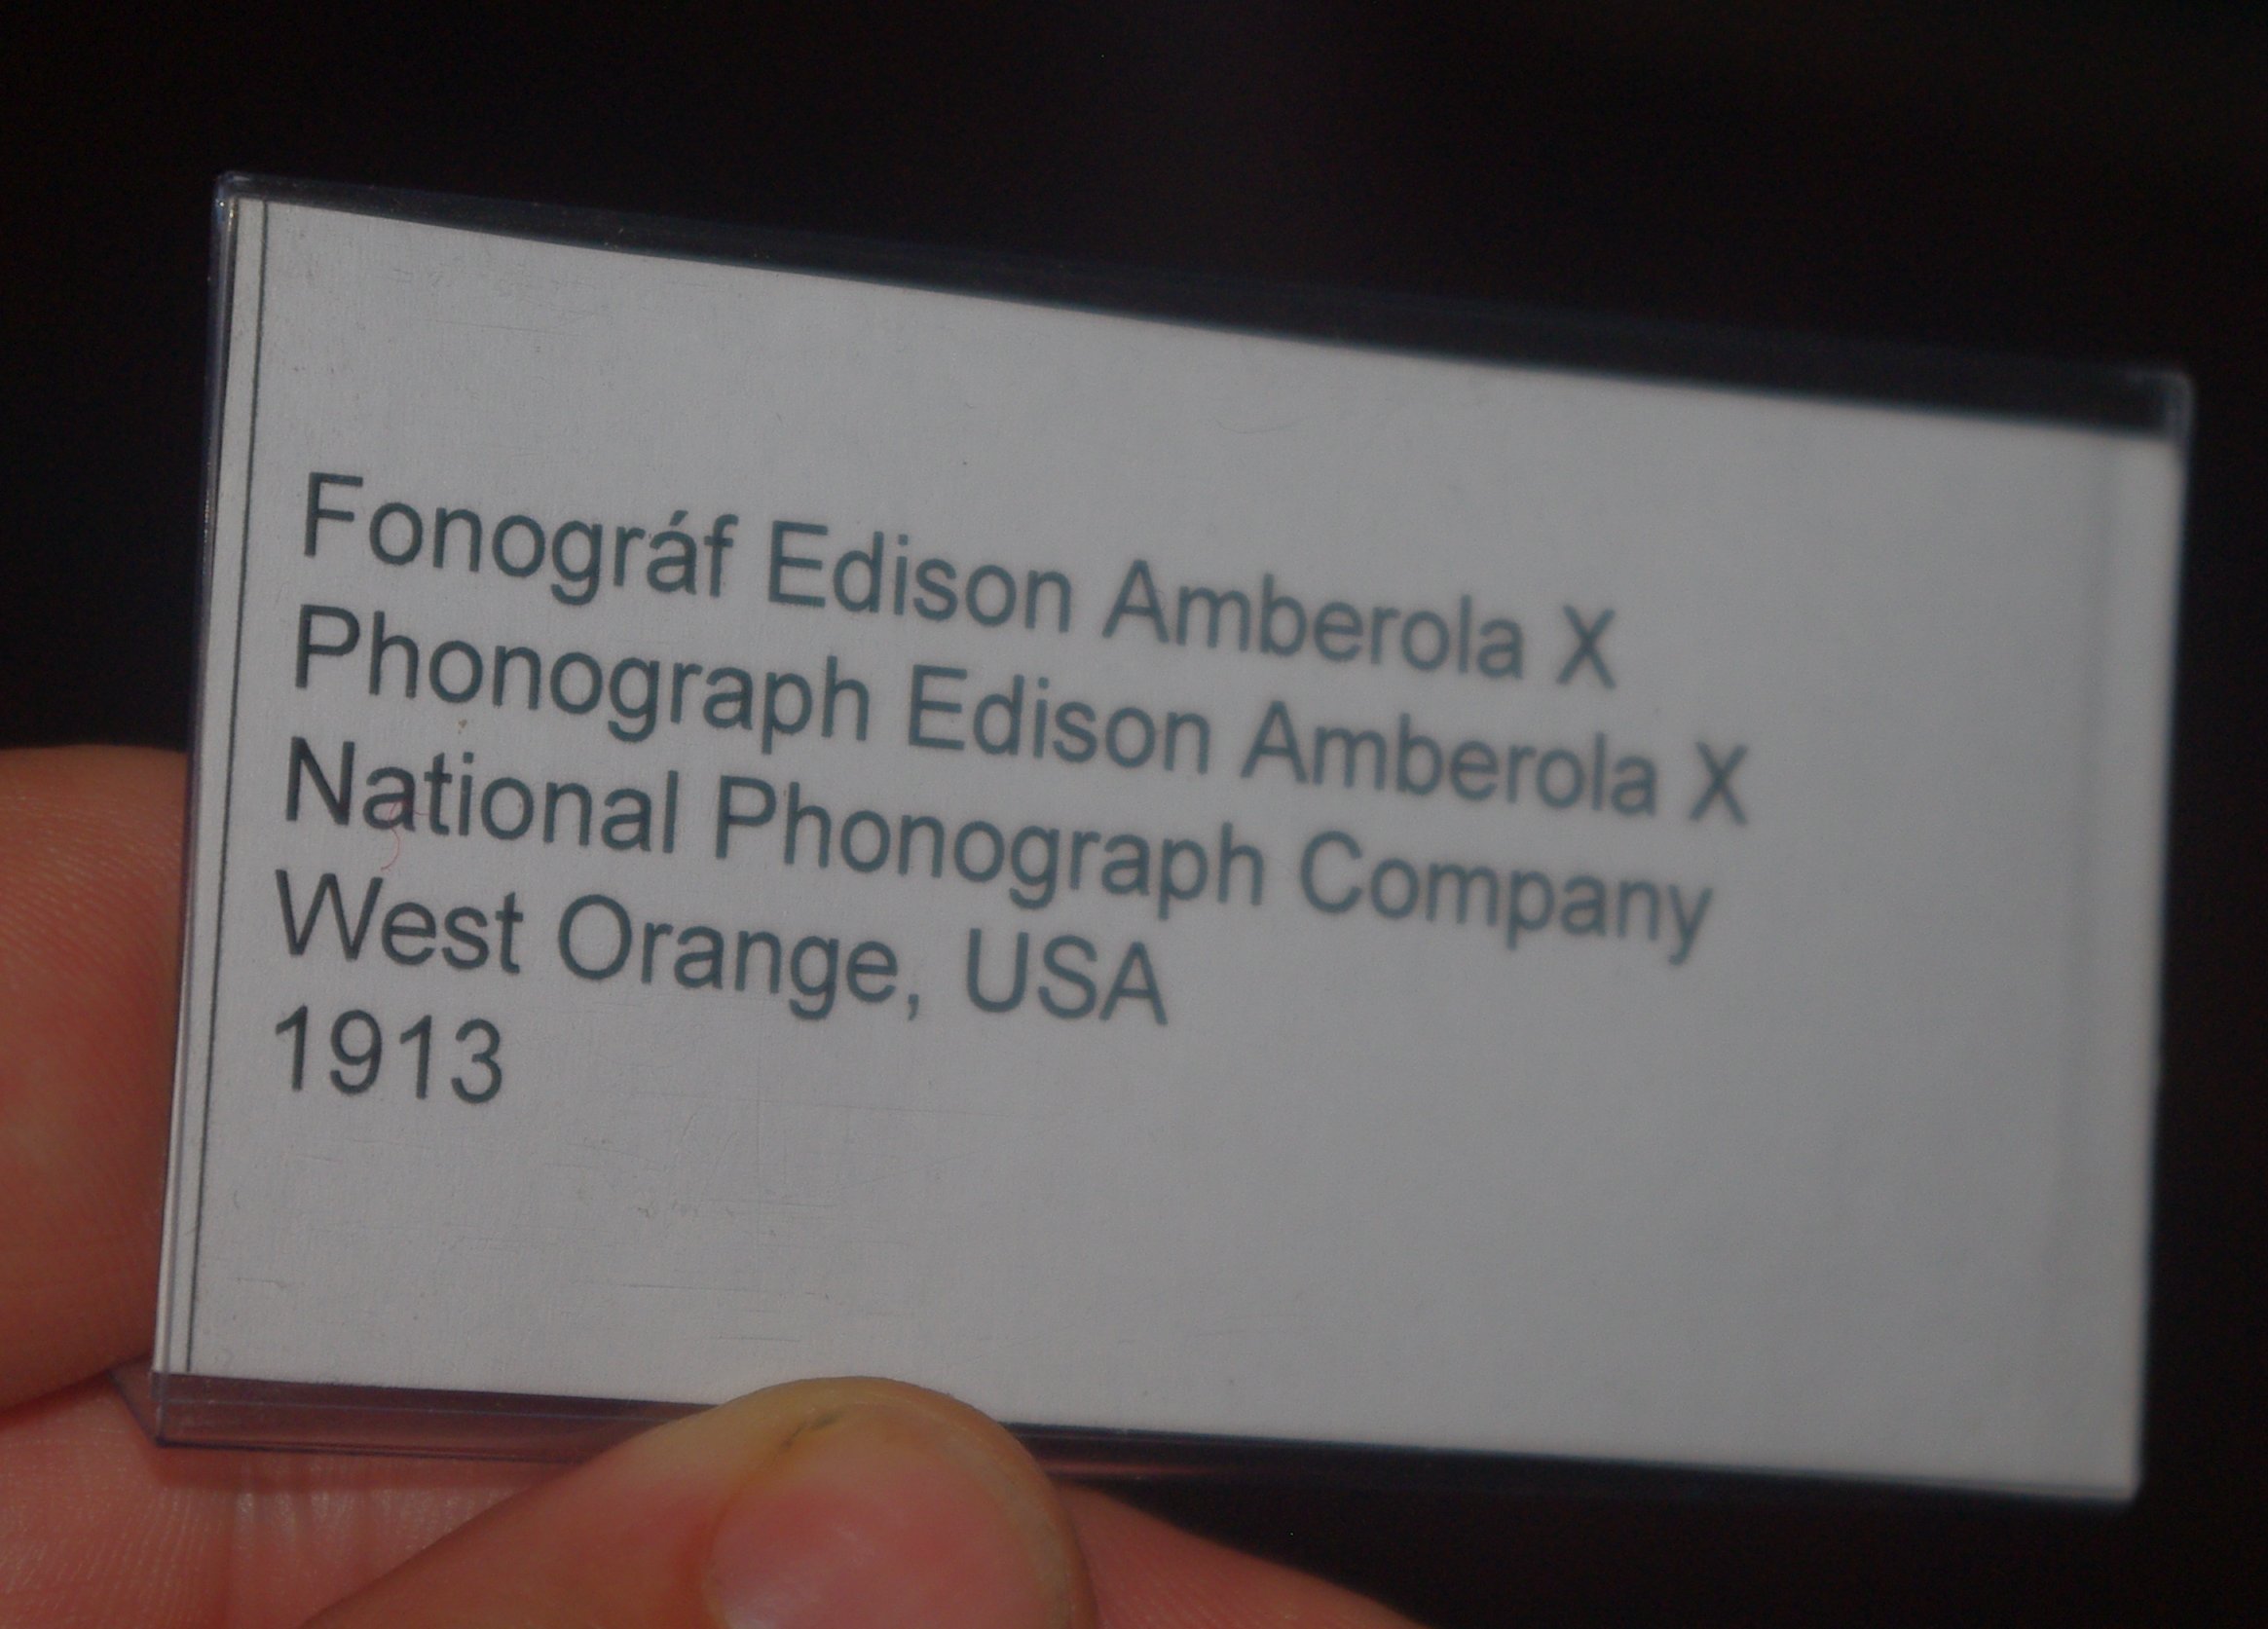 Fonográf Edison Amberola X
Phonograph Edison Amberola X
National Phonograph Company
West Orange, USA
1913